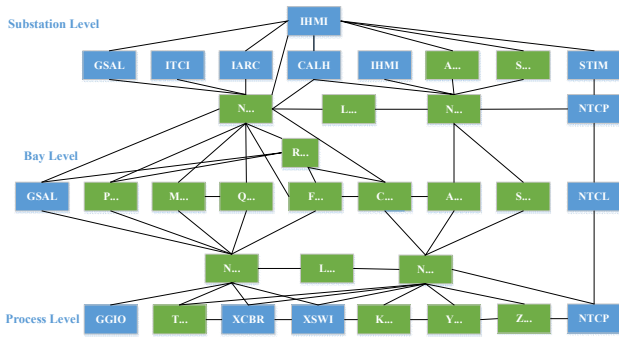 Substation Level
IHMI
GSAL ITCI IARC CALH IHMI A... S... STIM
N... L... N... NTCP
Bay Level
R...
GSAL P... M... Q... F... C... A... S... NTCL
N... L... N...
Process Level
GGIO T... XCBR XSWI K... Y... Z... NTCP